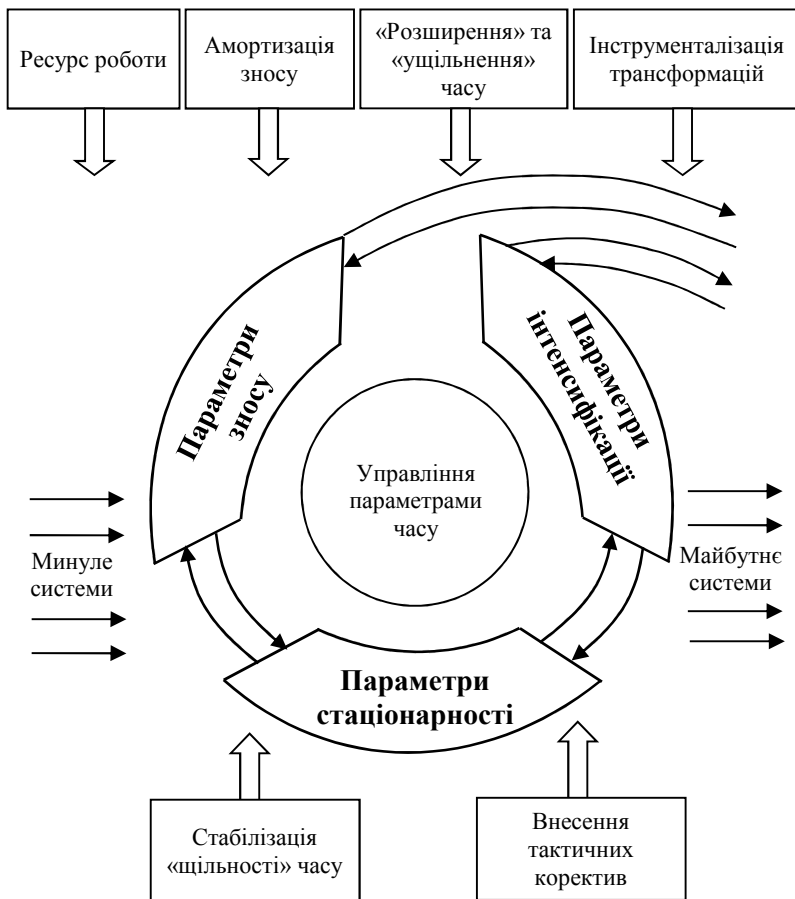 Ресурс роботи
Амортизація
зносу
«Розширення» та
«ущільнення»
часу
Інструменталізація
трансформацій
Параметри
зносу
Параметри
інтенсифікації
Управління
параметрами
часу
Минуле
системи
Майбутнє
системи
Параметри
стаціонарності
Стабілізація
«щільності» часу
Внесення
тактичних
коректив